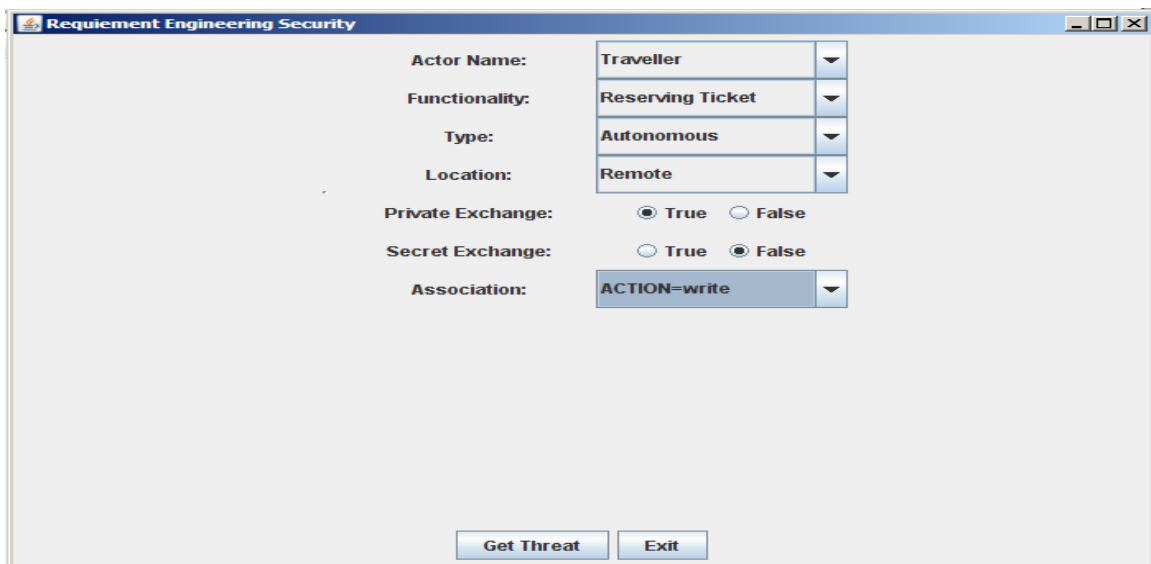 Requiement Engineering Security
Actor Name: Traveller
Functionality: Reserving Ticket
Type: Autonomous
Location: Remote
Private Exchange: True False
Secret Exchange: True False
Association: ACTION=write
Get Threat Exit